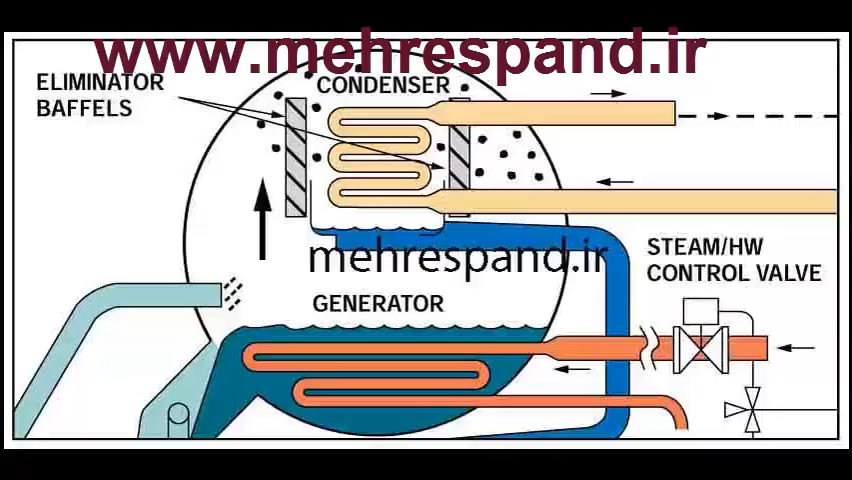 www.mehrespand.ir
ELIMINATOR
BAFFELS
CONDENSER
mehrespand.ir
STEAM/HW
CONTROL VALVE
GENERATOR